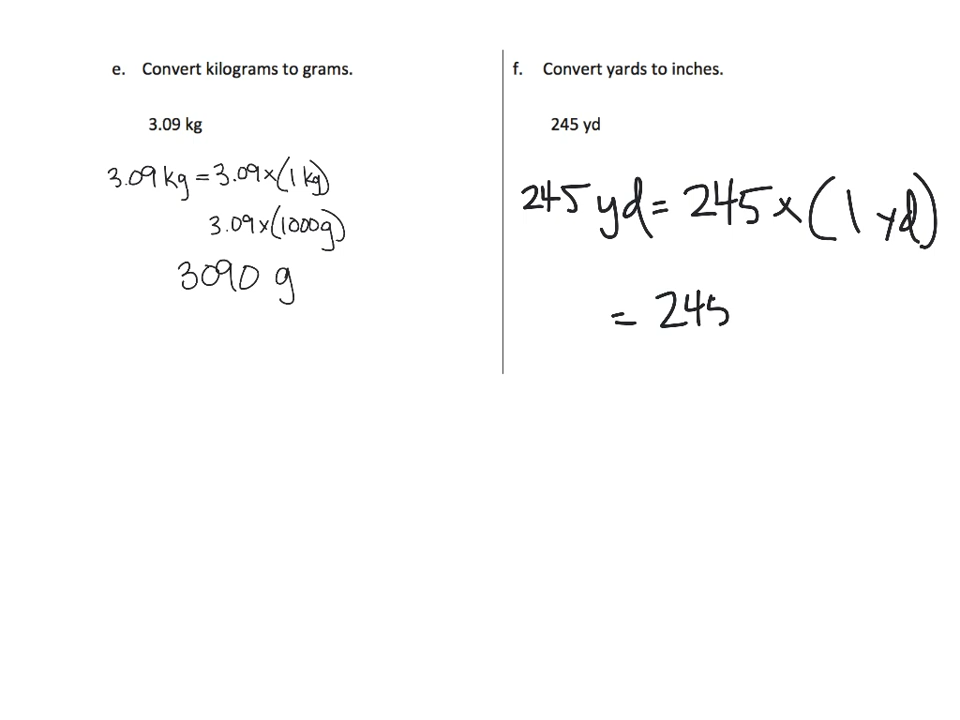 e. Convert kilograms to grams.
3.09 kg
3.09 kg = 3.09 x (1 kg)
3.09 x (1000g)
3090 g
f. Convert yards to inches.
245 yd
245 yd = 245 x (1 yd)
= 245